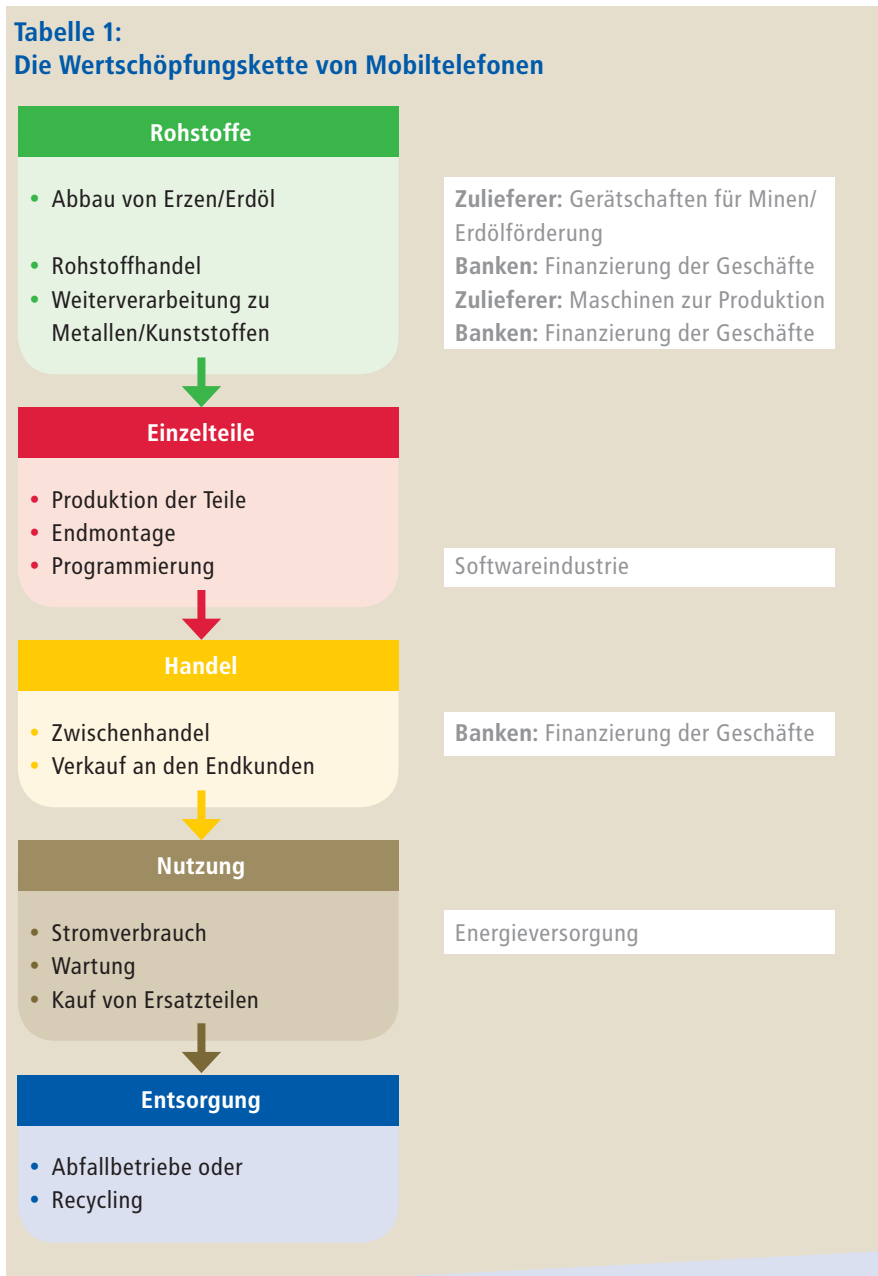 Tabelle 1:
Die Wertschöpfungskette von Mobiltelefonen
Rohstoffe
• Abbau von Erzen/Erdöl
• Rohstoffhandel
• Weiterverarbeitung zu
Metallen/Kunststoffen
Zulieferer: Gerätschaften für Minen/
Erdölförderung
Banken: Finanzierung der Geschäfte
Zulieferer: Maschinen zur Produktion
Banken: Finanzierung der Geschäfte
Einzelteile
• Produktion der Teile
• Endmontage
• Programmierung
Softwareindustrie
Handel
• Zwischenhandel
• Verkauf an den Endkunden
Banken: Finanzierung der Geschäfte
Nutzung
• Stromverbrauch
• Wartung
• Kauf von Ersatzteilen
Energieversorgung
Entsorgung
• Abfallbetriebe oder
• Recycling